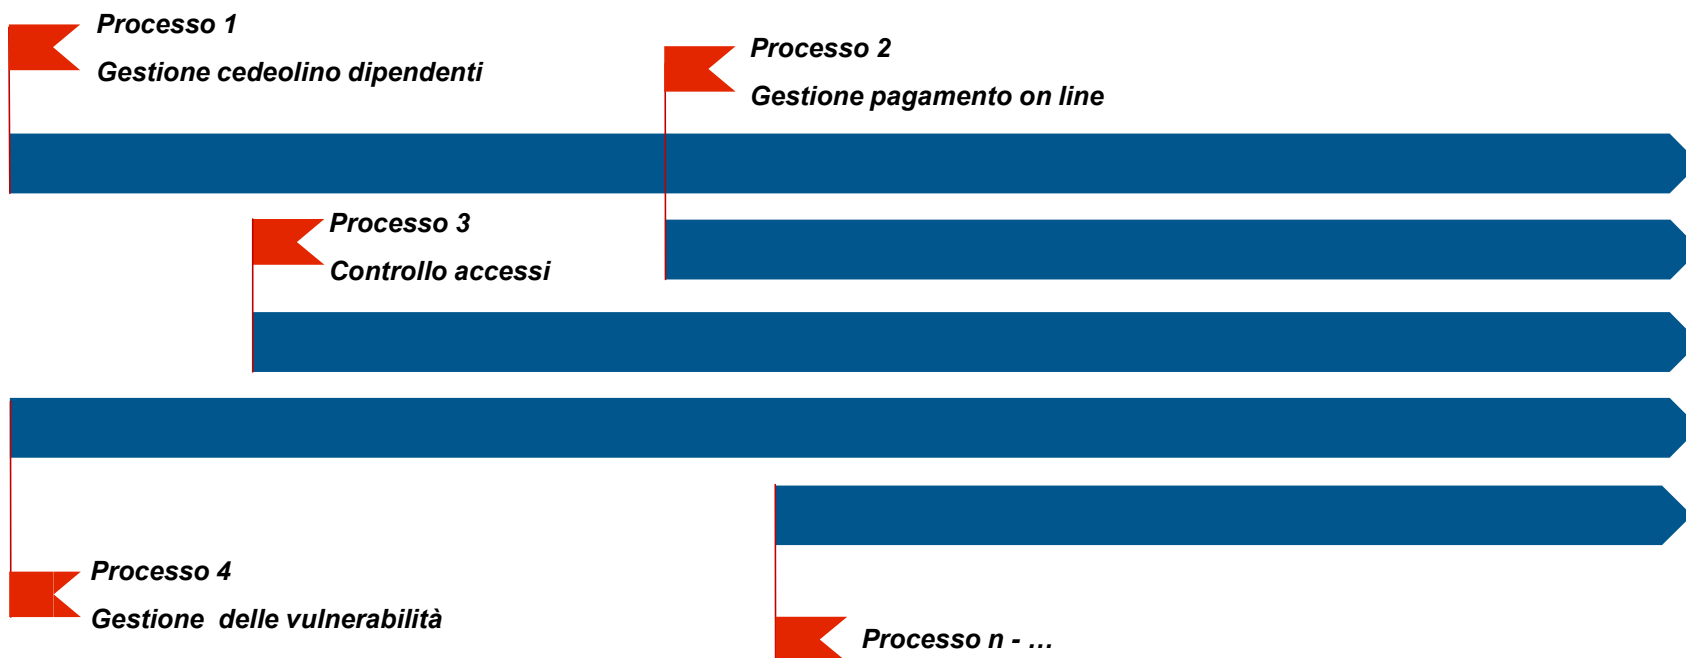 Processo 1
Gestione cedeolino dipendenti
Processo 2
Gestione pagamento on line
Processo 3
Controllo accessi
Processo 4
Gestione  delle vulnerabilità
Processo n - ...